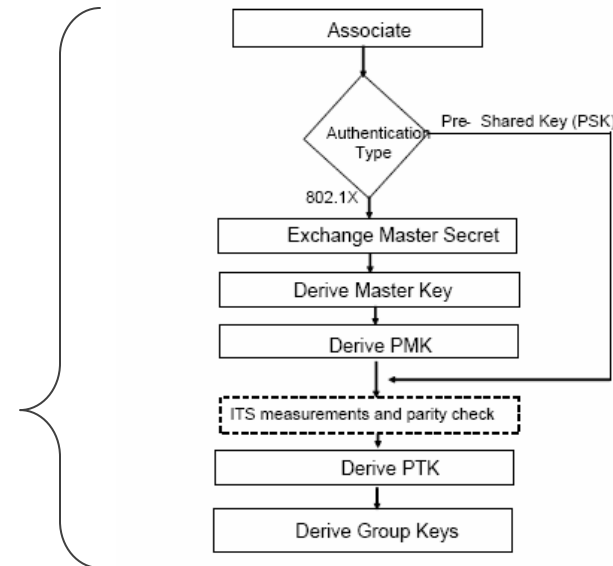 Associate
Authentication
Type
Pre- Shared Key (PSK)
802.1X
Exchange Master Secret
Derive Master Key
Derive PMK
ITS measurements and parity check
Derive PTK
Derive Group Keys